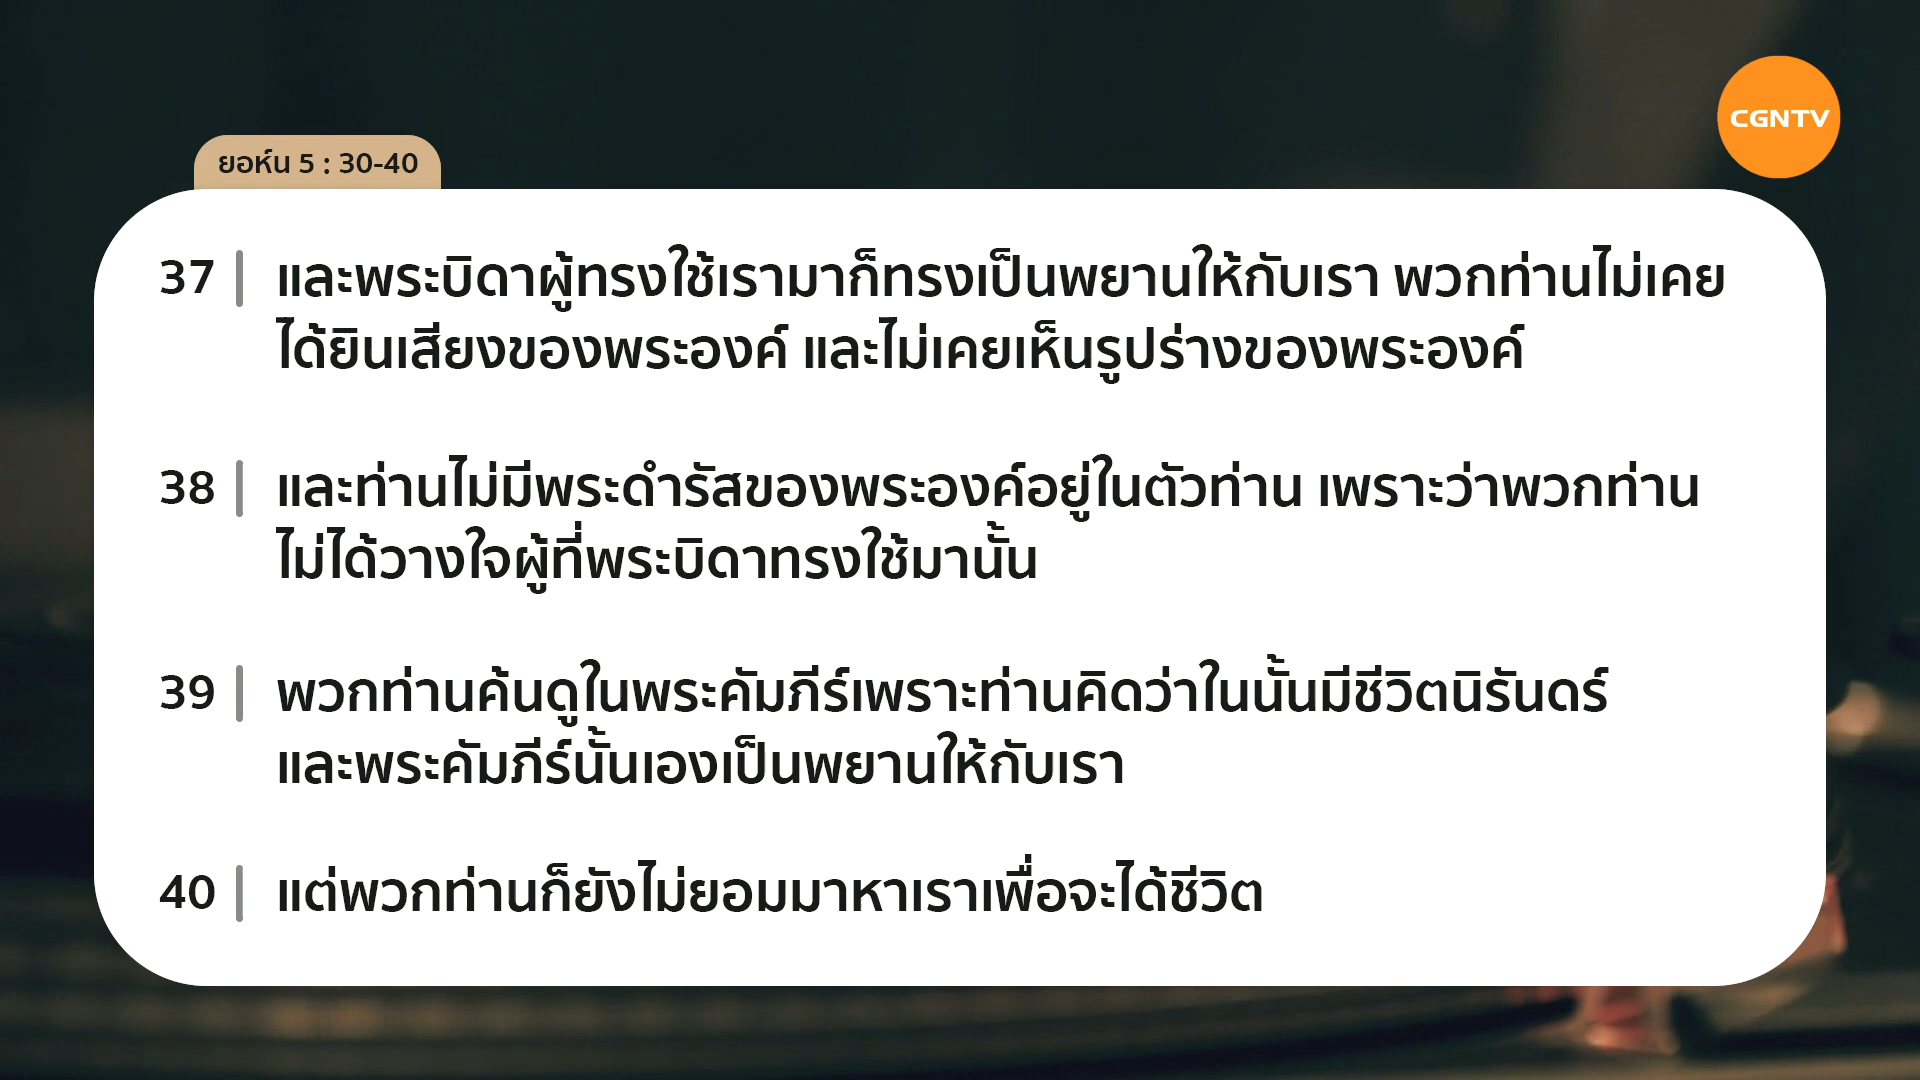 CGNTV
ยอห์น 5 : 30-40
37 และพระบิดาผู้ทรงใช้เรามาก็ทรงเป็นพยานให้กับเรา พวกท่านไม่เคย
ได้ยินเสียงของพระองค์ และไม่เคยเห็นรูปร่างของพระองค์
38 และท่านไม่มีพระดำรัสของพระองค์อยู่ในตัวท่าน เพราะว่าพวกท่าน
ไม่ได้วางใจผู้ที่พระบิดาทรงใช้มานั้น
39 พวกท่านค้นดูในพระคัมภีร์เพราะท่านคิดว่าในนั้นมีชีวิตนิรันดร์
และพระคัมภีร์นั้นเองเป็นพยานให้กับเรา
40 แต่พวกท่านก็ยังไม่ยอมมาหาเราเพื่อจะได้ชีวิต